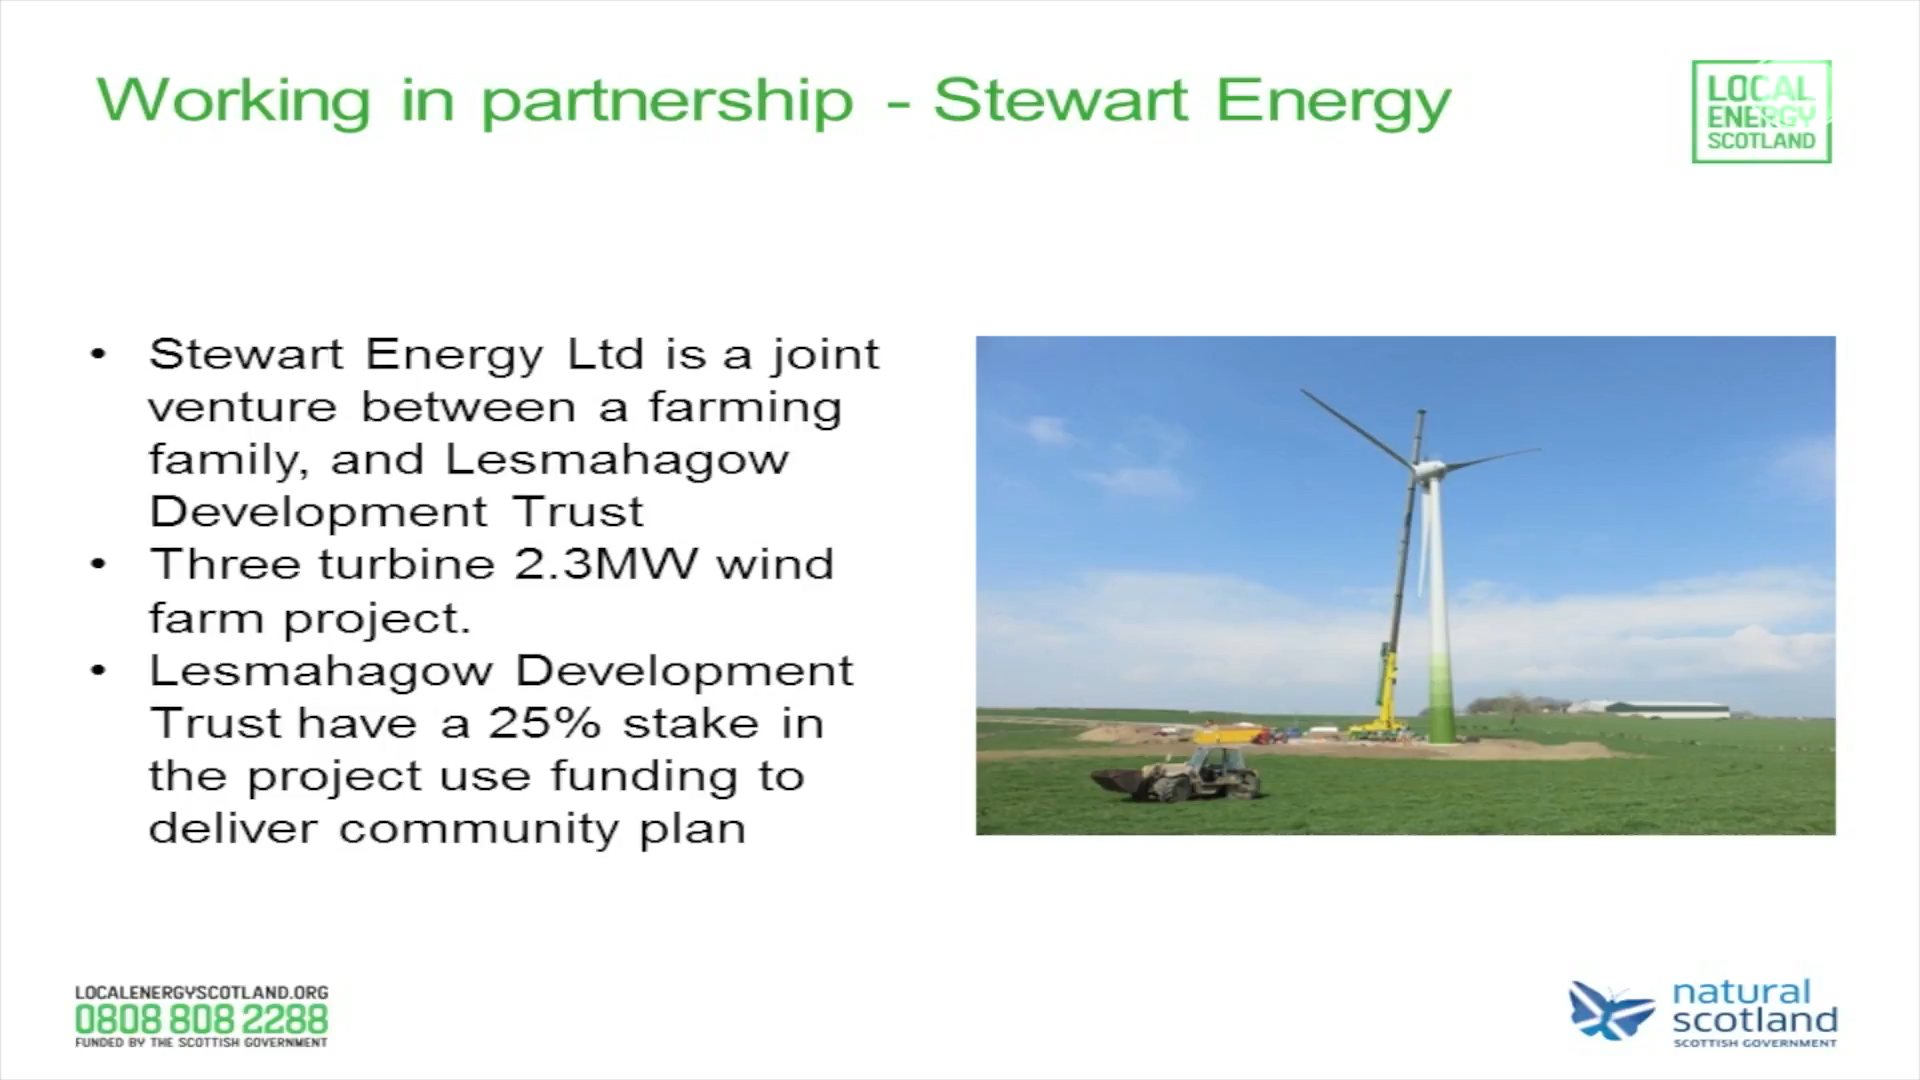 Working in partnership - Stewart Energy
LOCAL
ENERGY
SCOTLAND
• Stewart Energy Ltd is a joint
venture between a farming
family, and Lesmahagow
Development Trust
• Three turbine 2.3MW wind
farm project.
• Lesmahagow Development
Trust have a 25% stake in
the project use funding to
deliver community plan
LOCALENERGYSCOTLAND.ORG
0808 808 2288
FUNDED BY THE SCOTTISH GOVERNMENT
natural
scotland
SCOTTISH GOVERNMENT